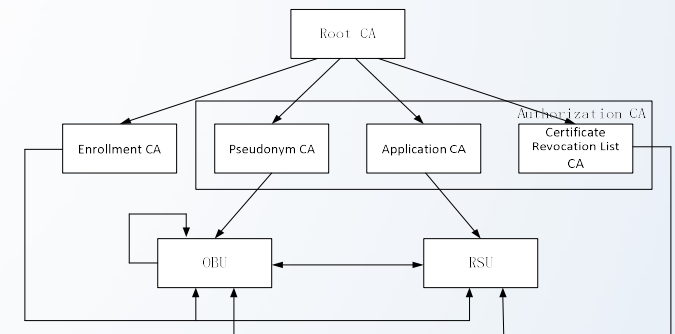 Root CA
Authorization CA
Enrollment CA
Pseudonym CA
Application CA
Certificate
Revocation List
CA
OBU
RSU